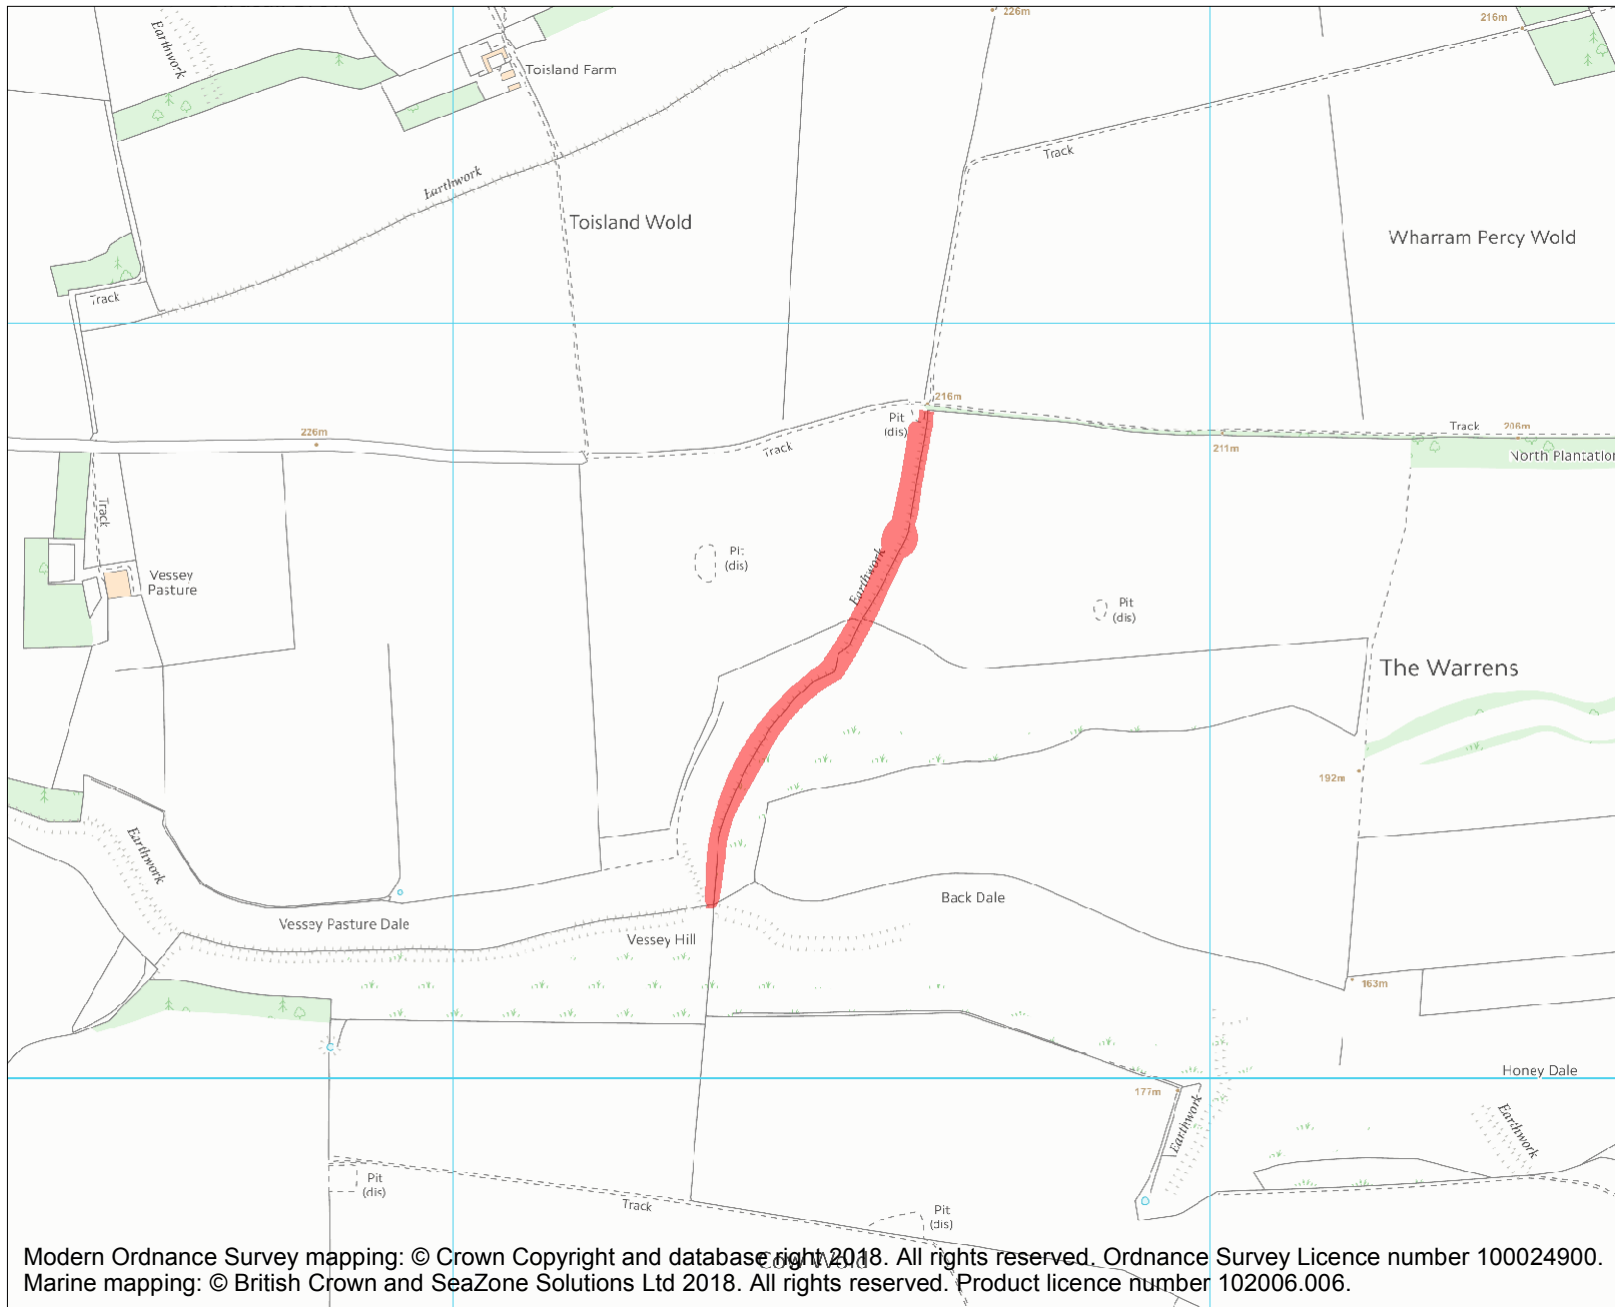 226m
216m
Earthwork
Toisland Farm
Track
Earthwork
Toisland Wold
Wharram Percy Wold
Track
216m
Pit
(dis)
226m
Track
Track
206m
211m
North Plantation
Track
Pit
(dis)
Vessey
Pasture
Earthwork
Pit
(dis)
The Warrens
192m
Earthwork
Back Dale
Vessey Pasture Dale
Vessey Hill
163m
Honey Dale
177m
Earthwork
Earthwork
Pit
(dis)
Track
Pit
(dis)
Cow Wold
Modern Ordnance Survey mapping: © Crown Copyright and database right 2018. All rights reserved. Ordnance Survey Licence number 100024900.
Marine mapping: © British Crown and SeaZone Solutions Ltd 2018. All rights reserved. Product licence number 102006.006.